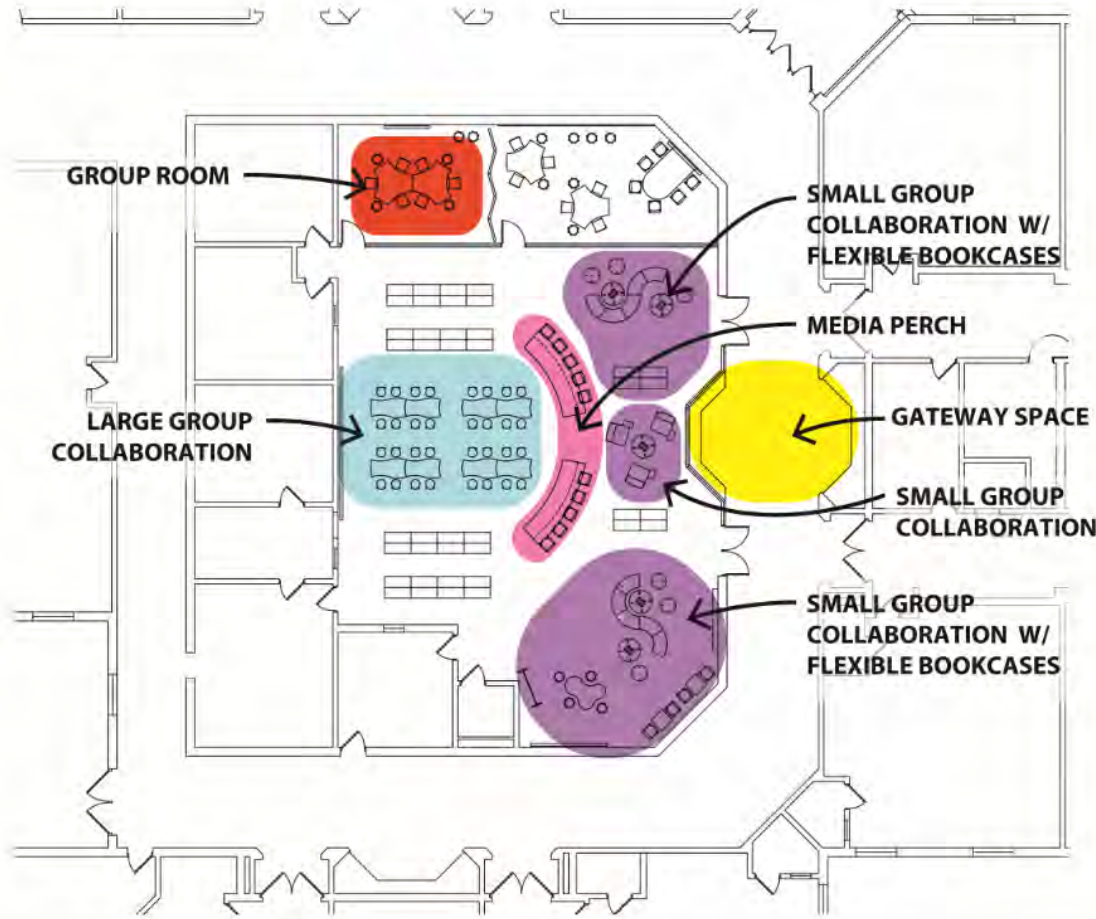 GROUP ROOM
SMALL GROUP
COLLABORATION W/
FLEXIBLE BOOKCASES
MEDIA PERCH
LARGE GROUP
COLLABORATION
GATEWAY SPACE
SMALL GROUP
COLLABORATION
SMALL GROUP
COLLABORATION W/
FLEXIBLE BOOKCASES